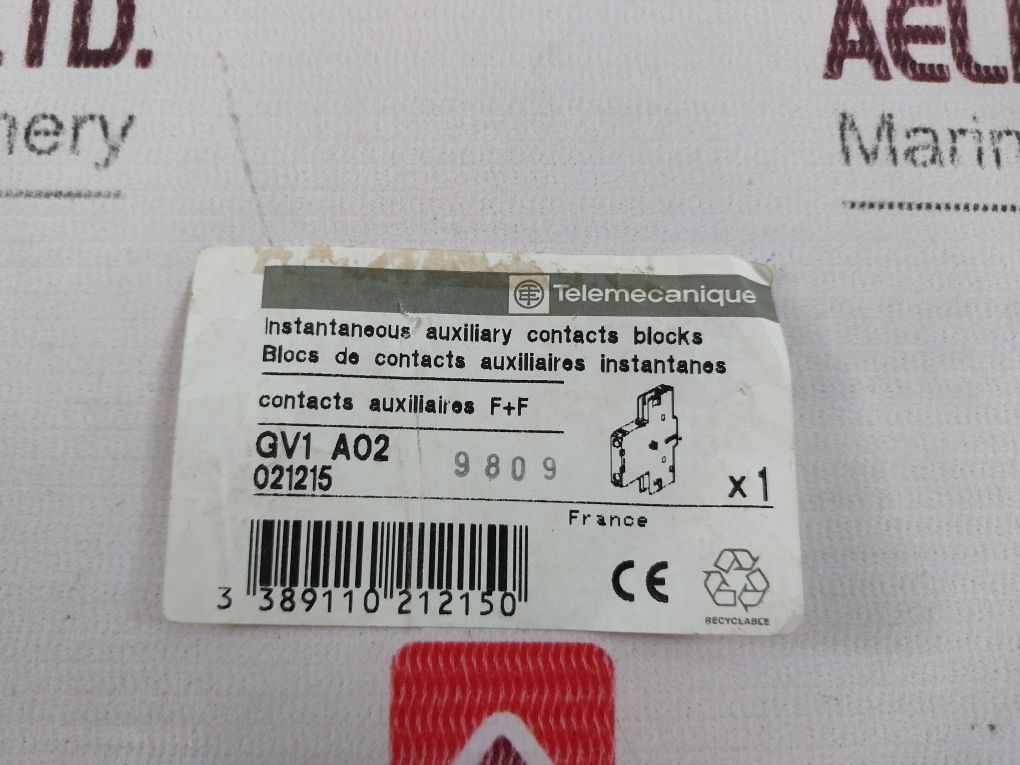 TD.
AEL
nery
Marin
Telemecanique
Instantaneous auxiliary contacts blocks
Blocs de contacts auxiliaires instantanes
contacts auxiliaires F+F
GV1 A02
021215
9809
x1
France
3 389110 212150
CE
RECYCLABLE